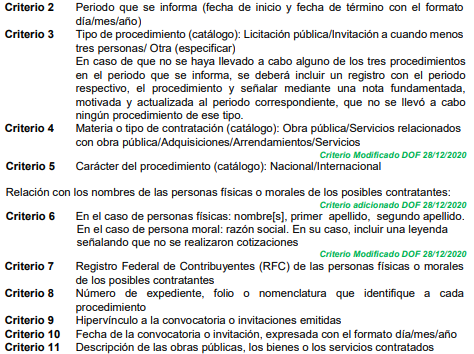 Criterio 2 Periodo que se informa (fecha de inicio y fecha de término con el formato
día/mes/año)
Criterio 3 Tipo de procedimiento (catálogo): Licitación pública/Invitación a cuando menos
tres personas/ Otra (especificar)
En caso de que no se haya llevado a cabo alguno de los tres procedimientos
en el periodo que se informa, se deberá incluir un registro con el periodo
respectivo, el procedimiento y señalar mediante una nota fundamentada,
motivada y actualizada al periodo correspondiente, que no se llevó a cabo
ningún procedimiento de ese tipo.
Criterio 4 Materia o tipo de contratación (catálogo): Obra pública/Servicios relacionados
con obra pública/Adquisiciones/Arrendamientos/Servicios
Criterio Modificado DOF 28/12/2020
Criterio 5 Carácter del procedimiento (catálogo): Nacional/Internacional
Relación con los nombres de las personas físicas o morales de los posibles contratantes:
Criterio adicionado DOF 28/12/2020
Criterio 6 En el caso de personas físicas: nombre[s], primer apellido, segundo apellido.
En el caso de persona moral: razón social. En su caso, incluir una leyenda
señalando que no se realizaron cotizaciones
Criterio Modificado DOF 28/12/2020
Criterio 7 Registro Federal de Contribuyentes (RFC) de las personas físicas o morales
de los posibles contratantes
Criterio 8 Número de expediente, folio o nomenclatura que identifique a cada
procedimiento
Criterio 9 Hipervínculo a la convocatoria o invitaciones emitidas
Criterio 10 Fecha de la convocatoria o invitación, expresada con el formato día/mes/año
Criterio 11 Descripción de las obras públicas, los bienes o los servicios contratados